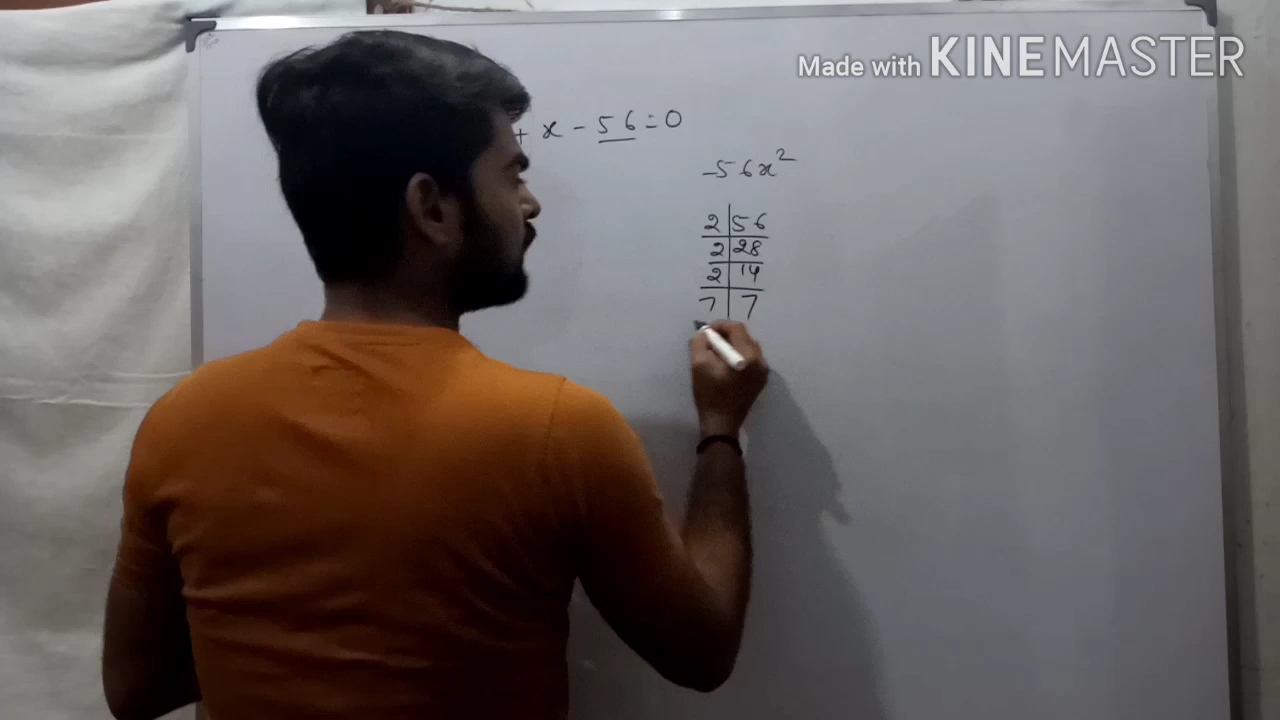 Made with KINEMASTER
+ x - 56 = 0
-56x²
2 | 56
2 | 28
2 | 14
7 | 7